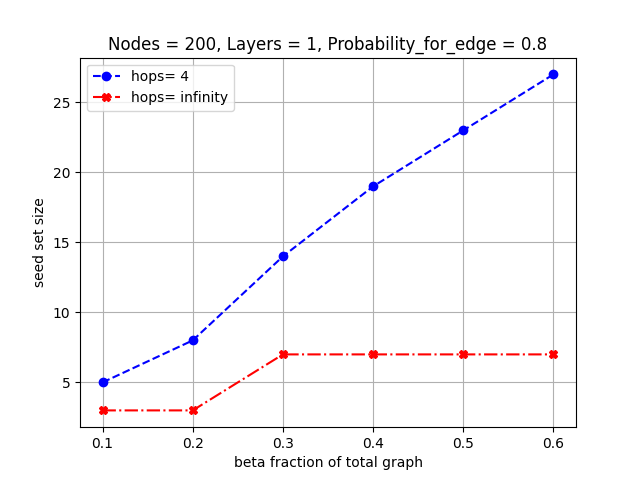 Nodes = 200, Layers = 1, Probability_for_edge = 0.8
hops= 4
hops= infinity
25
20
15
10
5
seed set size
0.1 0.2 0.3 0.4 0.5 0.6
beta fraction of total graph